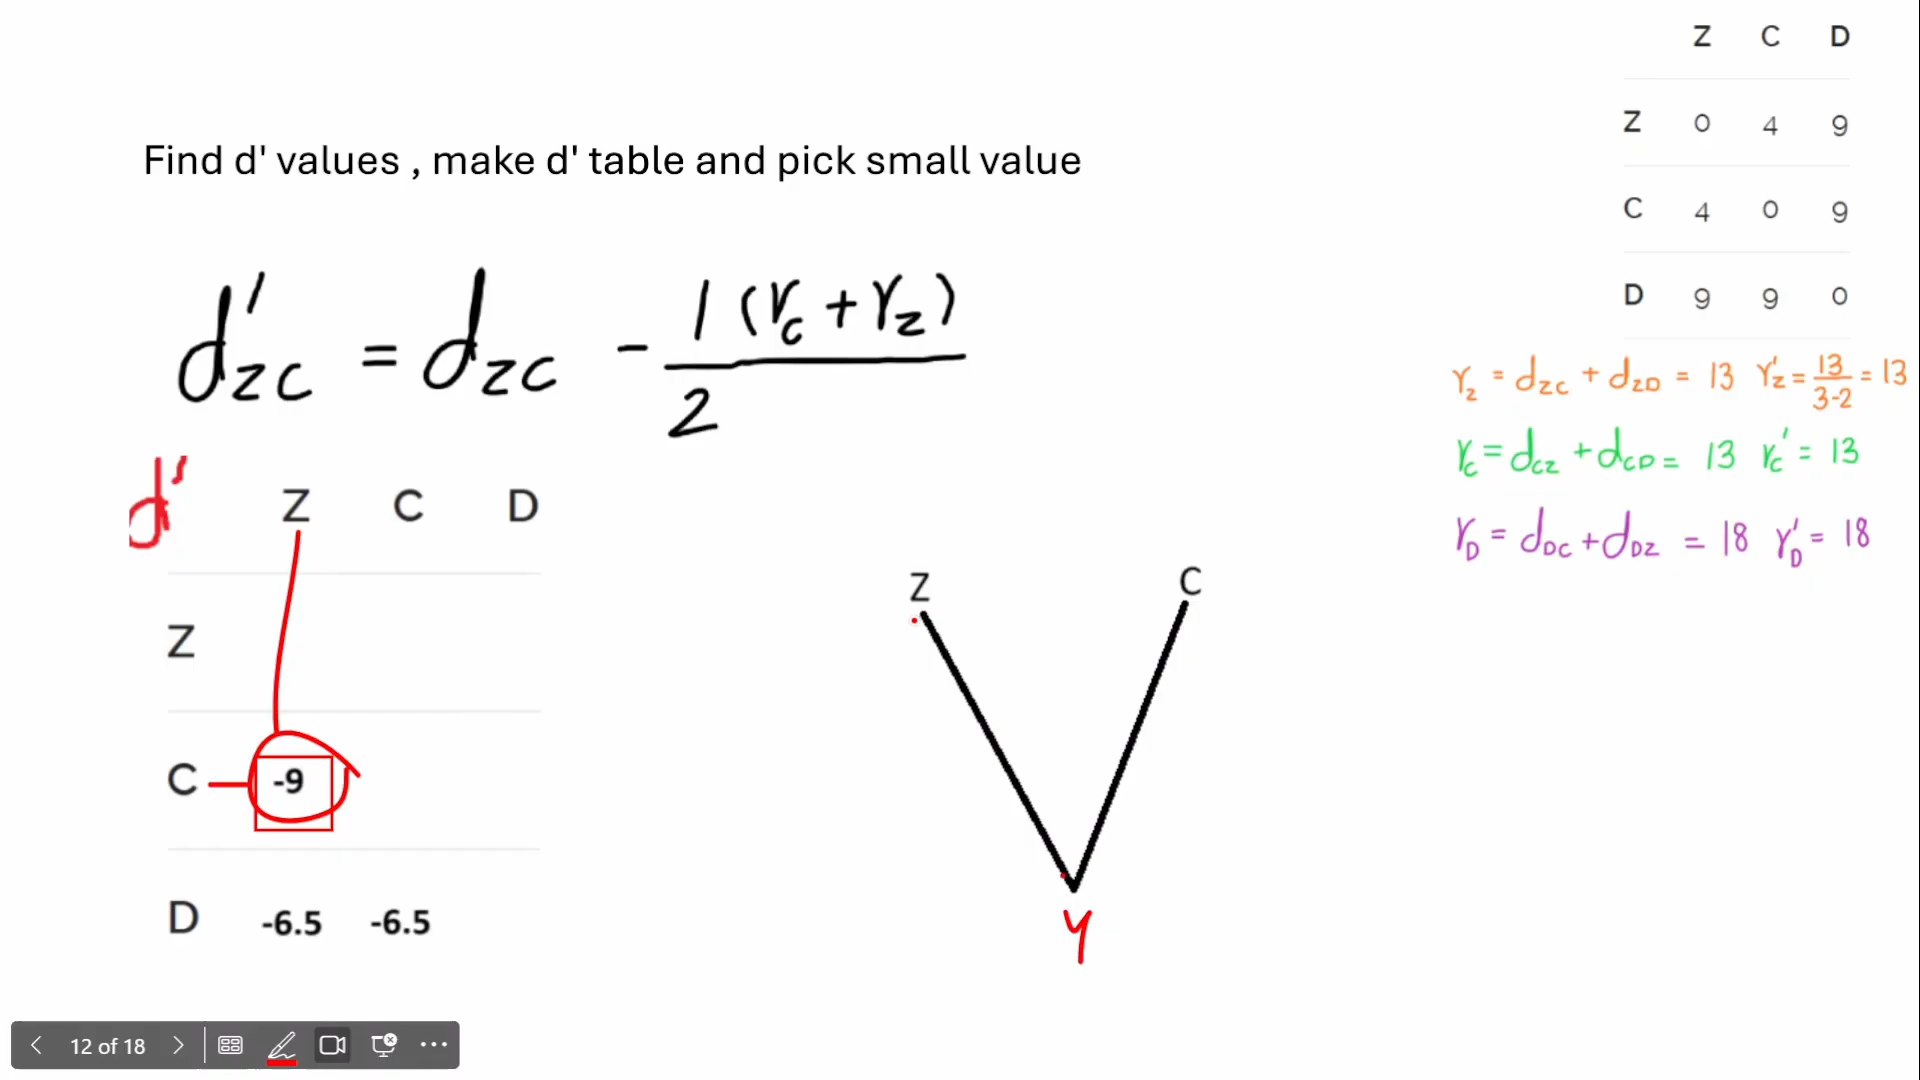 Z C D
Z 0 4 9
C 4 0 9
D 9 9 0
Find d' values , make d' table and pick small value
d'zc = dzc - 1 (rc + rz) / 2
rz = dzc + dzD = 13 r'z = 13 / 3-2 = 13
rc = dcz + dcD = 13 rc' = 13
rD = dDC + dDZ = 18 r'D = 18
d' Z C D
Z
C -9
D -6.5 -6.5
Z C
Y
12 of 18